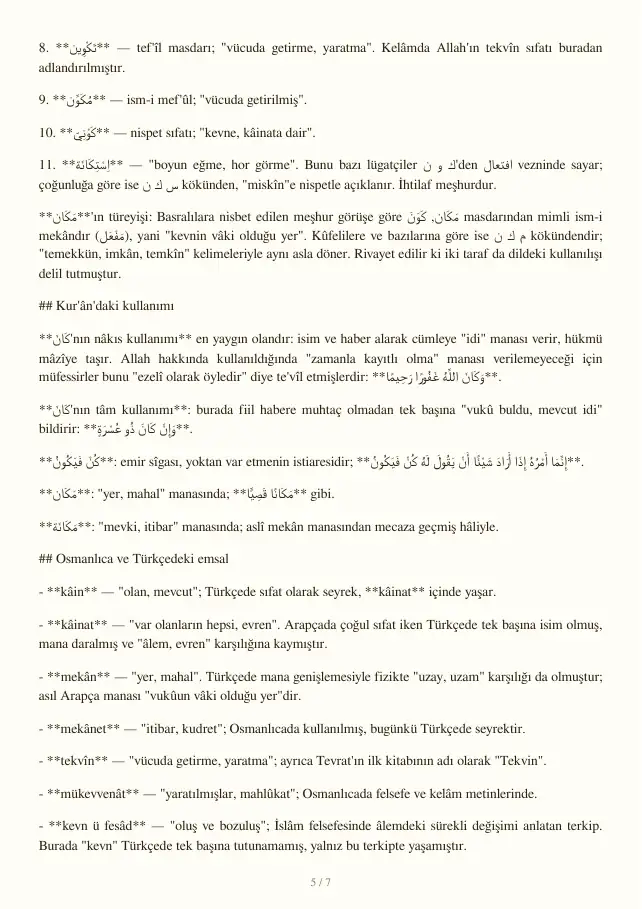 8. **تَكْوِين** — tef'îl masdarı; "vücuda getirme, yaratma". Kelâmda Allah'ın tekvîn sıfatı buradan
adlandırılmıştır.
9. **مُكَوَّن** — ism-i mef'ûl; "vücuda getirilmiş".
10. **كَوْنِيّ** — nispet sıfatı; "kevne, kâinata dair".
11. **اِسْتِكَانَة** — "boyun eğme, hor görme". Bunu bazı lügatçiler ك و ن'den افتعال vezninde sayar;
çoğunluğa göre ise س ك ن kökünden, "miskîn"e nispetle açıklanır. İhtilaf meşhurdur.
**مَكَان**'ın türeyişi: Basralılara nisbet edilen meşhur görüşe göre مَكَان, كَوْن masdarından mimli ism-i
mekândır (مَفْعَل), yani "kevnin vâki olduğu yer". Kûfelilere ve bazılarına göre ise م ك ن kökündendir;
"temekkün, imkân, temkîn" kelimeleriyle aynı asla döner. Rivayet edilir ki iki taraf da dildeki kullanılışı
delil tutmuştur.
## Kur'ân'daki kullanımı
**كَانَ'nın nâkıs kullanımı** en yaygın olandır: isim ve haber alarak cümleye "idi" manası verir, hükmü
mâzîye taşır. Allah hakkında kullanıldığında "zamanla kayıtlı olma" manası verilemeyeceği için
müfessirler bunu "ezelî olarak öyledir" diye te'vîl etmişlerdir: **وَكَانَ اللَّهُ غَفُورًا رَحِيمًا**.
**كَانَ'nın tâm kullanımı**: burada fiil habere muhtaç olmadan tek başına "vukû buldu, mevcut idi"
bildirir: **وَإِنْ كَانَ ذُو عُسْرَةٍ**.
**كُنْ فَيَكُونُ**: emir sîgası, yoktan var etmenin istiaresidir; **إِنَّمَا أَمْرُهُ إِذَا أَرَادَ شَيْئًا أَنْ يَقُولَ لَهُ كُنْ فَيَكُونُ**.
**مَكَان**: "yer, mahal" manasında; **مَكَانًا قَصِيًّا** gibi.
**مَكَانَة**: "mevki, itibar" manasında; aslî mekân manasından mecaza geçmiş hâliyle.
## Osmanlıca ve Türkçedeki emsal
- **kâin** — "olan, mevcut"; Türkçede sıfat olarak seyrek, **kâinat** içinde yaşar.
- **kâinat** — "var olanların hepsi, evren". Arapçada çoğul sıfat iken Türkçede tek başına isim olmuş,
mana daralmış ve "âlem, evren" karşılığına kaymıştır.
- **mekân** — "yer, mahal". Türkçede mana genişlemesiyle fizikte "uzay, uzam" karşılığı da olmuştur;
asıl Arapça manası "vukûun vâki olduğu yer"dir.
- **mekânet** — "itibar, kudret"; Osmanlıcada kullanılmış, bugünkü Türkçede seyrektir.
- **tekvîn** — "vücuda getirme, yaratma"; ayrıca Tevrat'ın ilk kitabının adı olarak "Tekvin".
- **mükevvenât** — "yaratılmışlar, mahlûkat"; Osmanlıcada felsefe ve kelâm metinlerinde.
- **kevn ü fesâd** — "oluş ve bozuluş"; İslâm felsefesinde âlemdeki sürekli değişimi anlatan terkip.
Burada "kevn" Türkçede tek başına tutunamamış, yalnız bu terkipte yaşamıştır.
5 / 7